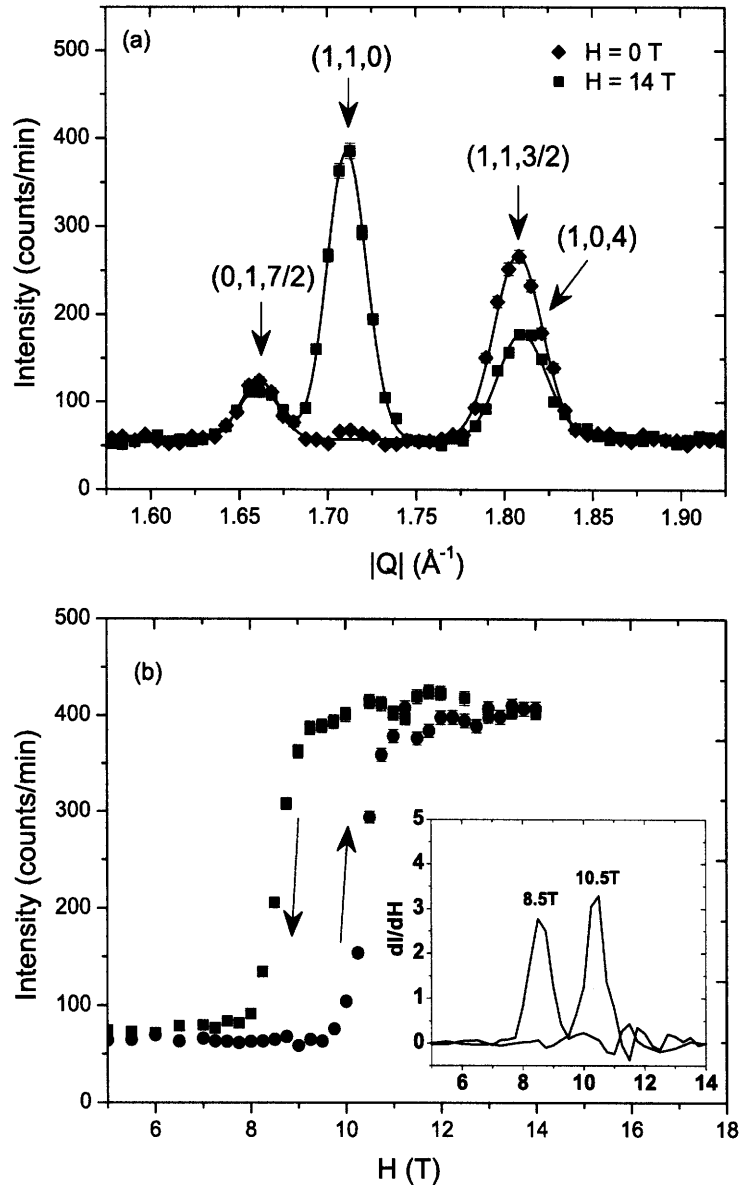 (a)
◆ H = 0 T
■ H = 14 T
(1,1,0)
(1,1,3/2)
(1,0,4)
(0,1,7/2)
Intensity (counts/min)
500
400
300
200
100
0
1.60 1.65 1.70 1.75 1.80 1.85 1.90
|Q| (Å⁻¹)
(b)
Intensity (counts/min)
500
400
300
200
100
0
6 8 10 12 14 16 18
H (T)
dI/dH
5
4
3
2
1
0
8.5T
10.5T
6 8 10 12 14